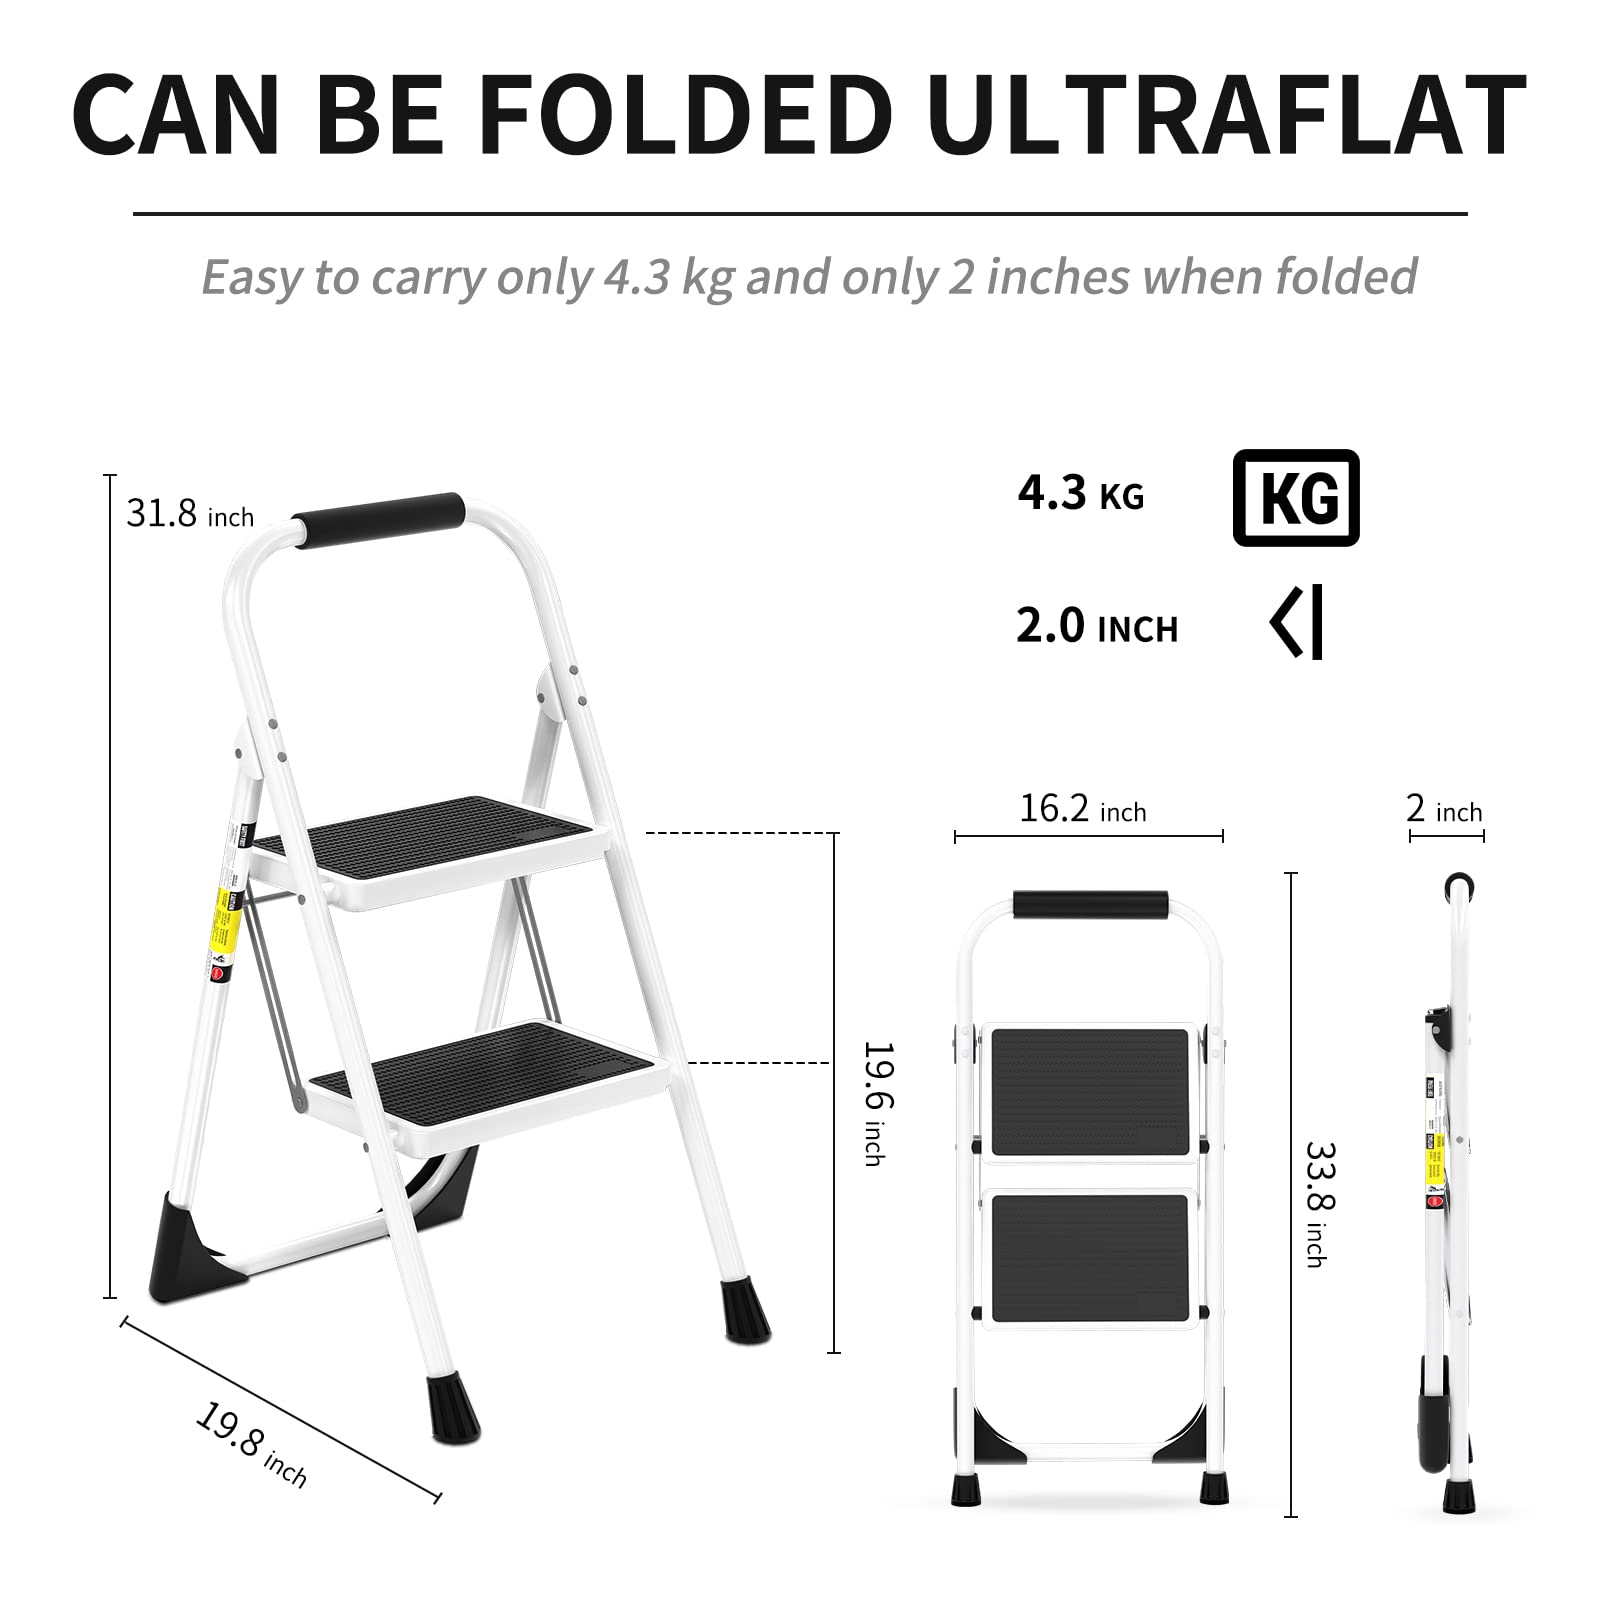 CAN BE FOLDED ULTRAFLAT
Easy to carry only 4.3 kg and only 2 inches when folded
31.8 inch
4.3 KG
KG
2.0 INCH
16.2 inch
2 inch
19.6 inch
33.8 inch
19.8 inch